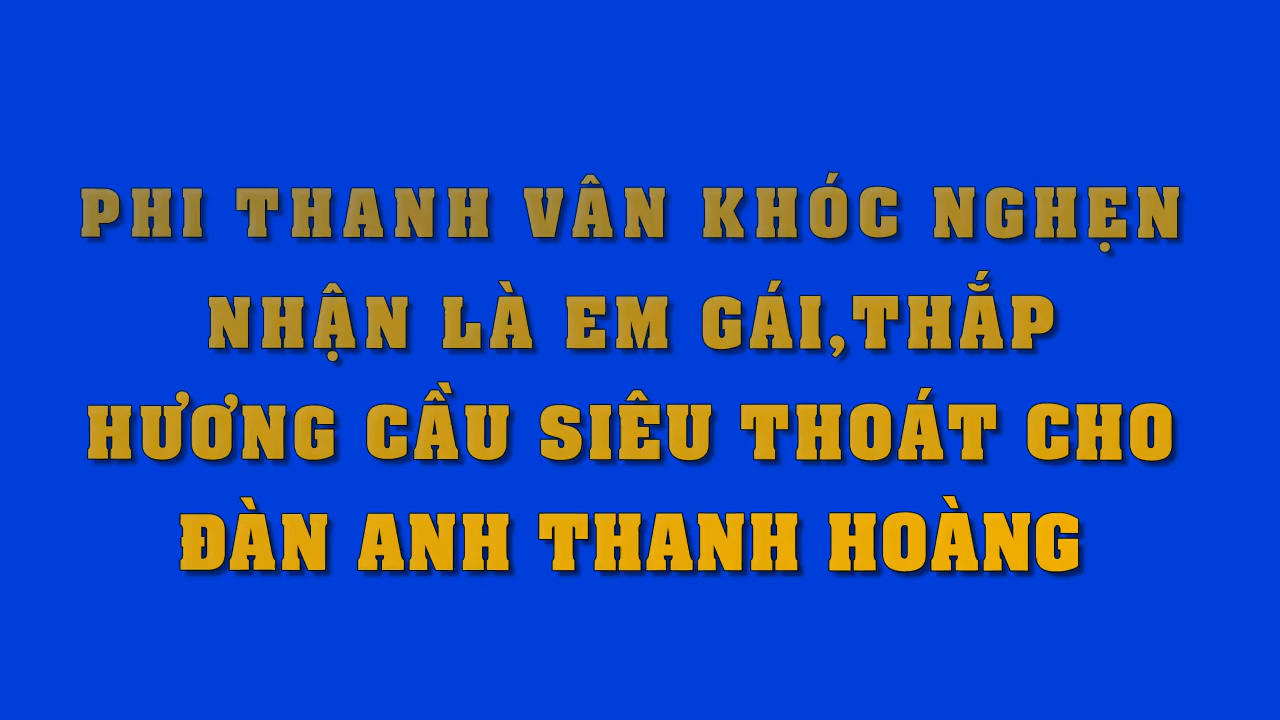 PHI THANH VÂN KHÓC NGHẸN
NHẬN LÀ EM GÁI,THẮP
HƯƠNG CẦU SIÊU THOÁT CHO
ĐÀN ANH THANH HOÀNG